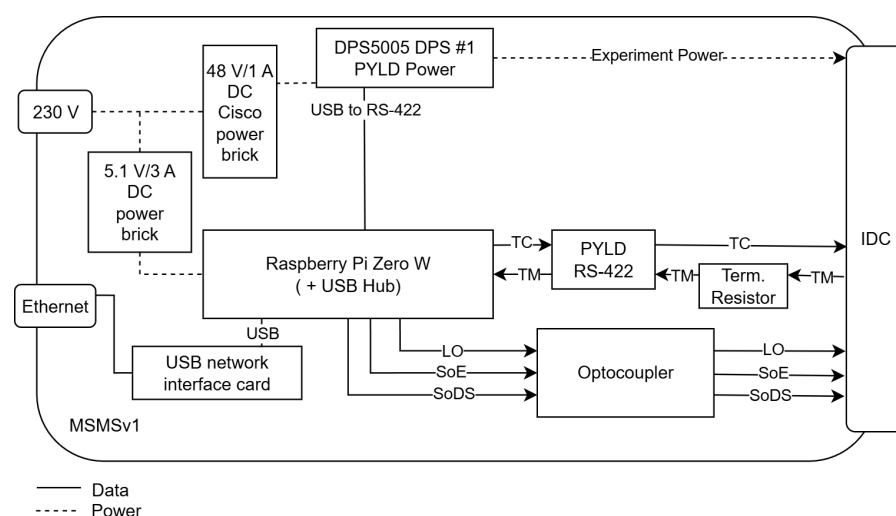 DPS5005 DPS #1
PYLD Power
Experiment Power
48 V/1 A
DC
Cisco
power
brick
230 V
USB to RS-422
5.1 V/3 A
DC
power
brick
IDC
Raspberry Pi Zero W
( + USB Hub)
TC
PYLD
RS-422
TC
TM
TM
Term.
Resistor
TM
Ethernet
USB
USB network
interface card
LO
SoE
SoDS
Optocoupler
LO
SoE
SoDS
MSMSv1
Data
Power